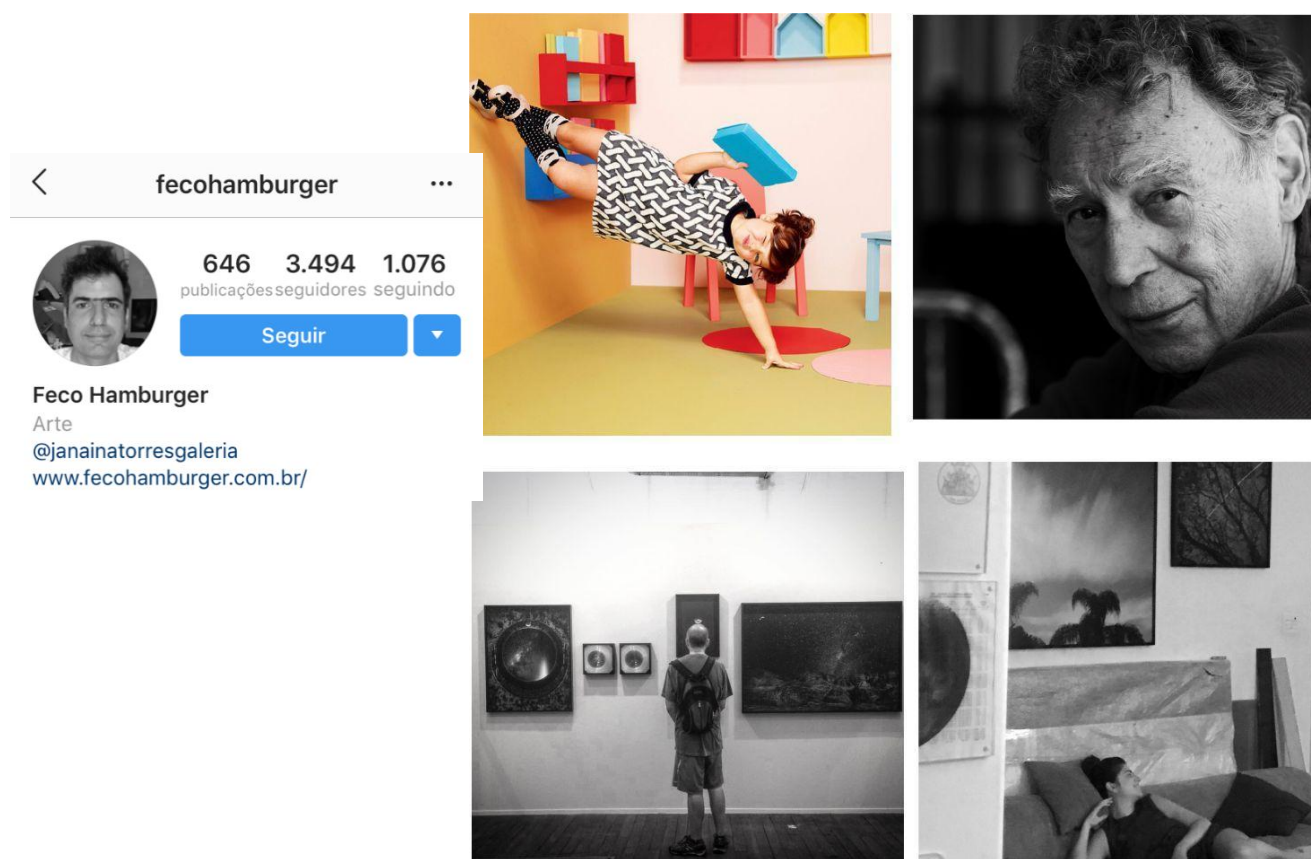 fecohamburger
646 3.494 1.076
publicações seguidores seguindo
Seguir
Feco Hamburger
Arte
@janainatorresgaleria
www.fecohamburger.com.br/